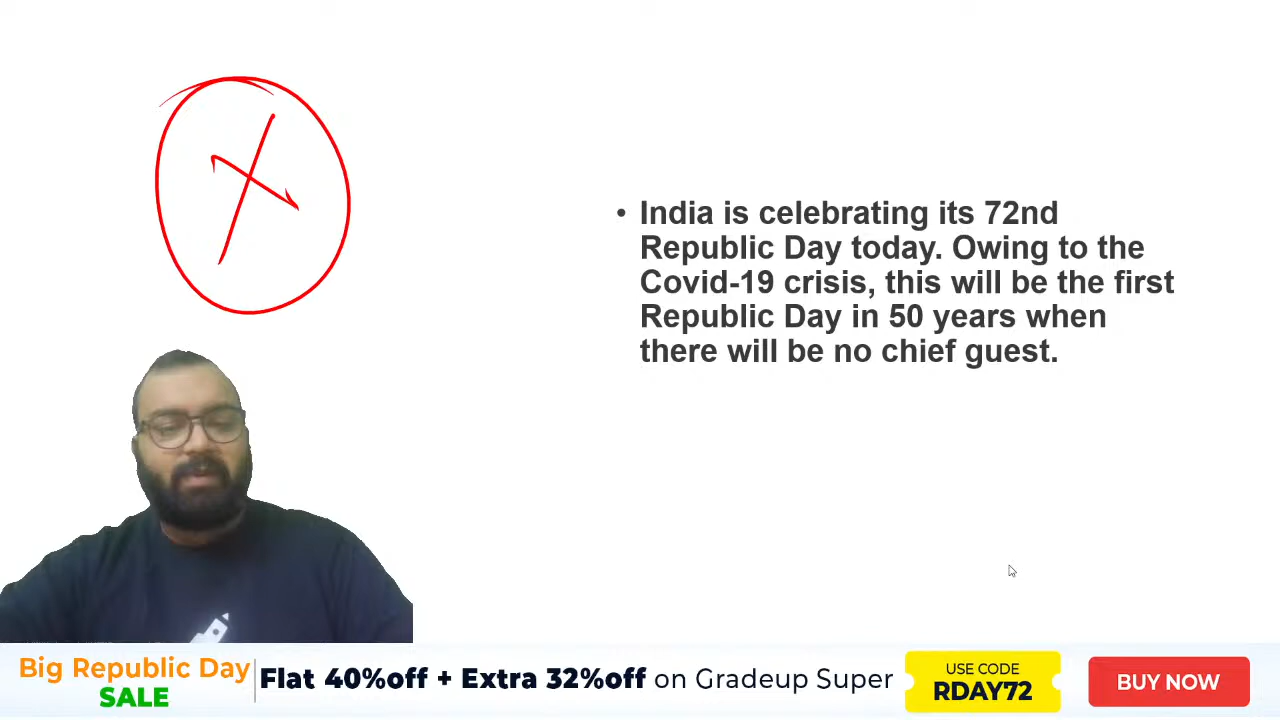 • India is celebrating its 72nd
Republic Day today. Owing to the
Covid-19 crisis, this will be the first
Republic Day in 50 years when
there will be no chief guest.
Big Republic Day
SALE
Flat 40%off + Extra 32%off on Gradeup Super
USE CODE
RDAY72
BUY NOW